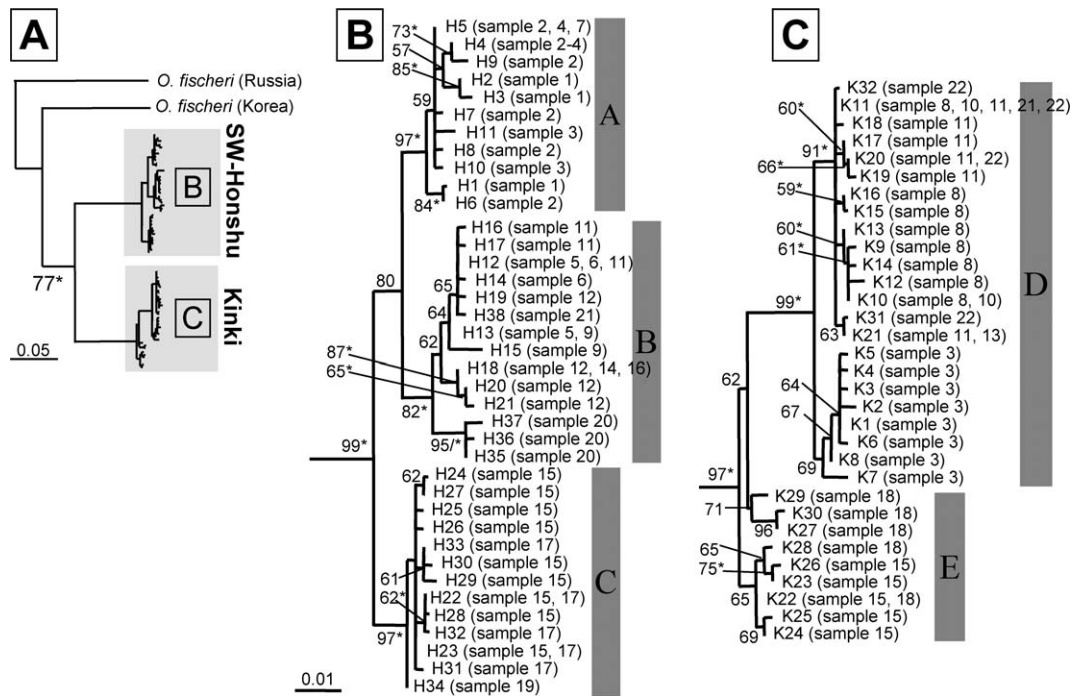 A
O. fischeri (Russia)
O. fischeri (Korea)
B
SW-Honshu
C
Kinki
77*
0.05
B
H5 (sample 2, 4, 7)
H4 (sample 2-4)
H9 (sample 2)
H2 (sample 1)
H3 (sample 1)
H7 (sample 2)
H11 (sample 3)
H8 (sample 2)
H10 (sample 3)
H1 (sample 1)
H6 (sample 2)
73*
57
85*
59
97*
84*
A
H16 (sample 11)
H17 (sample 11)
H12 (sample 5, 6, 11)
H14 (sample 6)
H19 (sample 12)
H38 (sample 21)
H13 (sample 5, 9)
H15 (sample 9)
H18 (sample 12, 14, 16)
H20 (sample 12)
H21 (sample 12)
H37 (sample 20)
H36 (sample 20)
H35 (sample 20)
80
65
64
62
87*
65*
82*
95/*
B
99*
H24 (sample 15)
H27 (sample 15)
H25 (sample 15)
H26 (sample 15)
H33 (sample 17)
H30 (sample 15)
H29 (sample 15)
H22 (sample 15, 17)
H28 (sample 15)
H32 (sample 17)
H23 (sample 15, 17)
H31 (sample 17)
H34 (sample 19)
62
61
62*
97*
C
0.01
C
K32 (sample 22)
K11 (sample 8, 10, 11, 21, 22)
K18 (sample 11)
K17 (sample 11)
K20 (sample 11, 22)
K19 (sample 11)
K16 (sample 8)
K15 (sample 8)
K13 (sample 8)
K9 (sample 8)
K14 (sample 8)
K12 (sample 8)
K10 (sample 8, 10)
K31 (sample 22)
K21 (sample 11, 13)
K5 (sample 3)
K4 (sample 3)
K3 (sample 3)
K2 (sample 3)
K1 (sample 3)
K6 (sample 3)
K8 (sample 3)
K7 (sample 3)
60*
91*
66*
59*
60*
61*
99*
63
64
67
69
D
62
97*
K29 (sample 18)
K30 (sample 18)
K27 (sample 18)
K28 (sample 18)
K26 (sample 15)
K23 (sample 15)
K22 (sample 15, 18)
K25 (sample 15)
K24 (sample 15)
71
96
65
75*
65
69
E